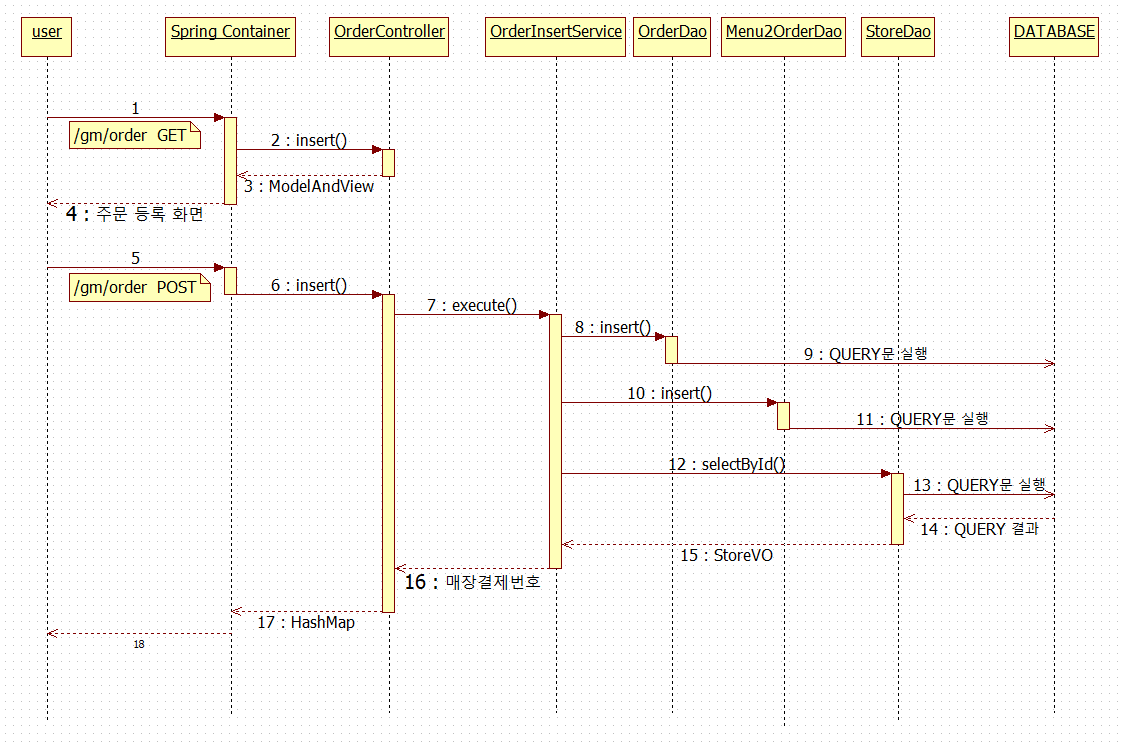 user
Spring Container
OrderController
OrderInsertService
OrderDao
Menu2OrderDao
StoreDao
DATABASE
1
/gm/order GET
2 : insert()
3 : ModelAndView
4 : 주문 등록 화면
5
/gm/order POST
6 : insert()
7 : execute()
8 : insert()
9 : QUERY문 실행
10 : insert()
11 : QUERY문 실행
12 : selectById()
13 : QUERY문 실행
14 : QUERY 결과
15 : StoreVO
16 : 매장결제번호
17 : HashMap
18